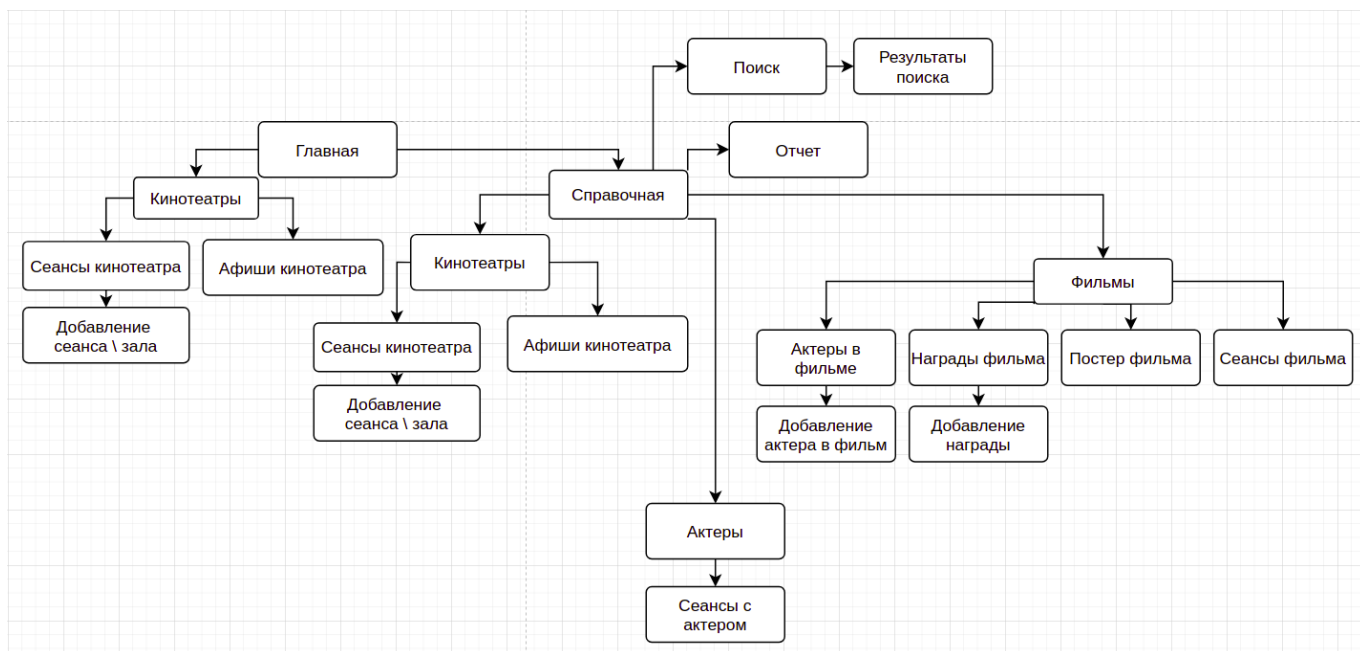 Поиск
Результаты
поиска
Главная
Отчет
Справочная
Кинотеатры
Сеансы кинотеатра
Афиши кинотеатра
Добавление
сеанса \ зала
Кинотеатры
Сеансы кинотеатра
Афиши кинотеатра
Добавление
сеанса \ зала
Фильмы
Актеры в
фильме
Награды фильма
Постер фильма
Сеансы фильма
Добавление
актера в фильм
Добавление
награды
Актеры
Сеансы с
актером